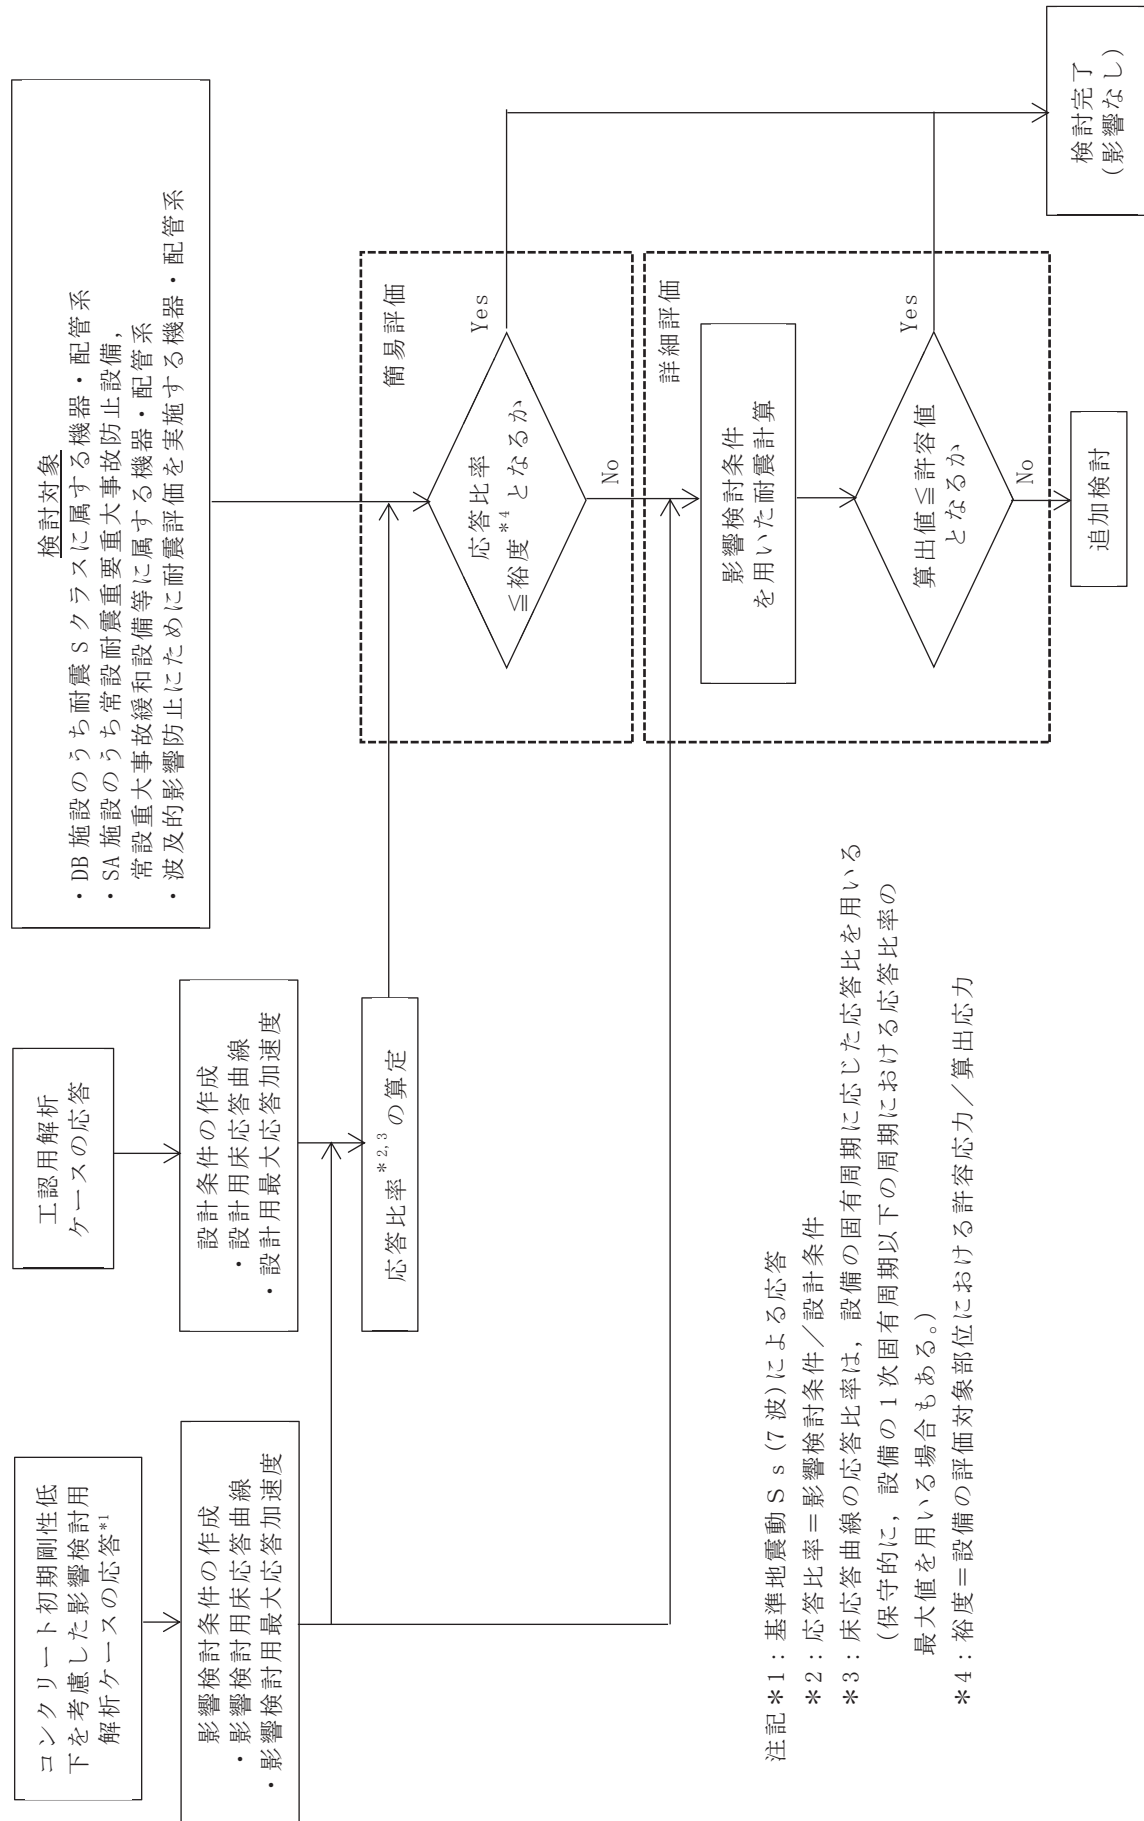 コンクリート初期剛性低
下を考慮した影響検討用
解析ケースの応答*1
影響検討条件の作成
・影響検討用床応答曲線
・影響検討用最大応答加速度
工認用解析
ケースの応答
設計条件の作成
・設計用床応答曲線
・設計用最大応答加速度
応答比率*2,3 の算定
検討対象
・DB 施設のうち耐震 S クラスに属する機器・配管系
・SA 施設のうち常設耐震重要重大事故防止設備，
常設重大事故緩和設備等に属する機器・配管系
・波及的影響防止にために耐震評価を実施する機器・配管系
簡易評価
応答比率
≦裕度*4 となるか
Yes
No
詳細評価
影響検討条件
を用いた耐震計算
算出値≦許容値
となるか
Yes
No
追加検討
検討完了
(影響なし)
注記＊1：基準地震動Ｓｓ(7 波)による応答
＊2：応答比率＝影響検討条件／設計条件
＊3：床応答曲線の応答比率は，設備の固有周期に応じた応答比を用いる
(保守的に，設備の 1 次固有周期以下の周期における応答比率の
最大値を用いる場合もある。)
＊4：裕度＝設備の評価対象部位における許容応力／算出応力